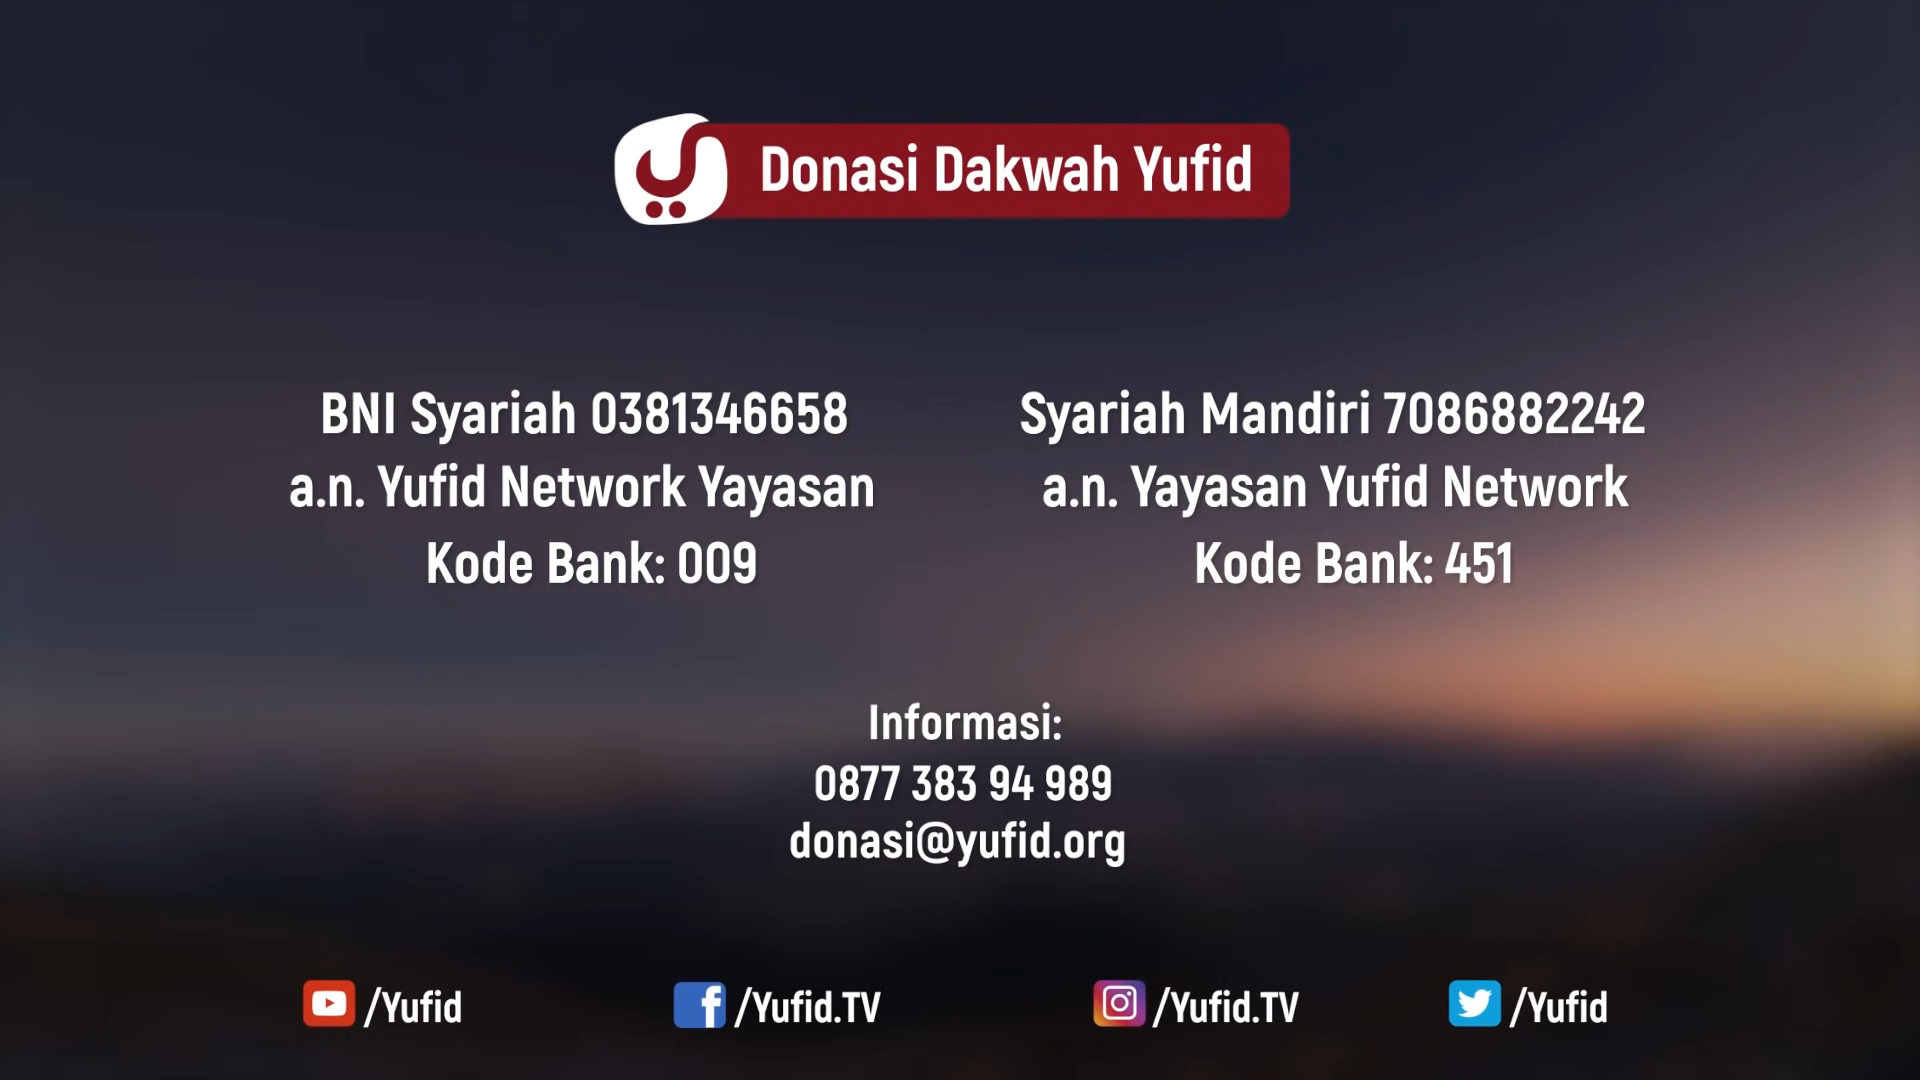 Donasi Dakwah Yufid
BNI Syariah 0381346658
a.n. Yufid Network Yayasan
Kode Bank: 009
Syariah Mandiri 7086882242
a.n. Yayasan Yufid Network
Kode Bank: 451
Informasi:
0877 383 94 989
donasi@yufid.org
/Yufid
/Yufid.TV
/Yufid.TV
/Yufid